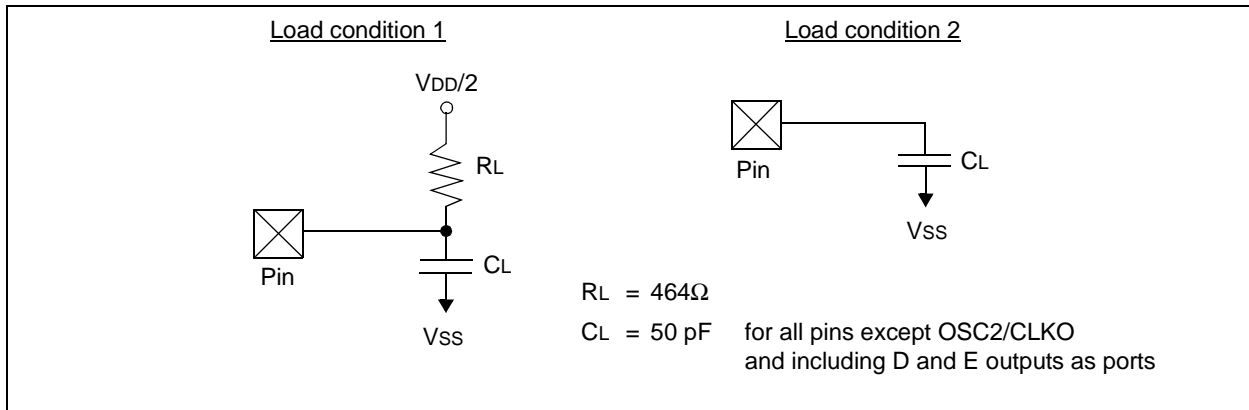 Load condition 1
VDD/2
RL
Pin
CL
VSS
Load condition 2
Pin
CL
VSS
RL = 464Ω
CL = 50 pF for all pins except OSC2/CLKO
and including D and E outputs as ports